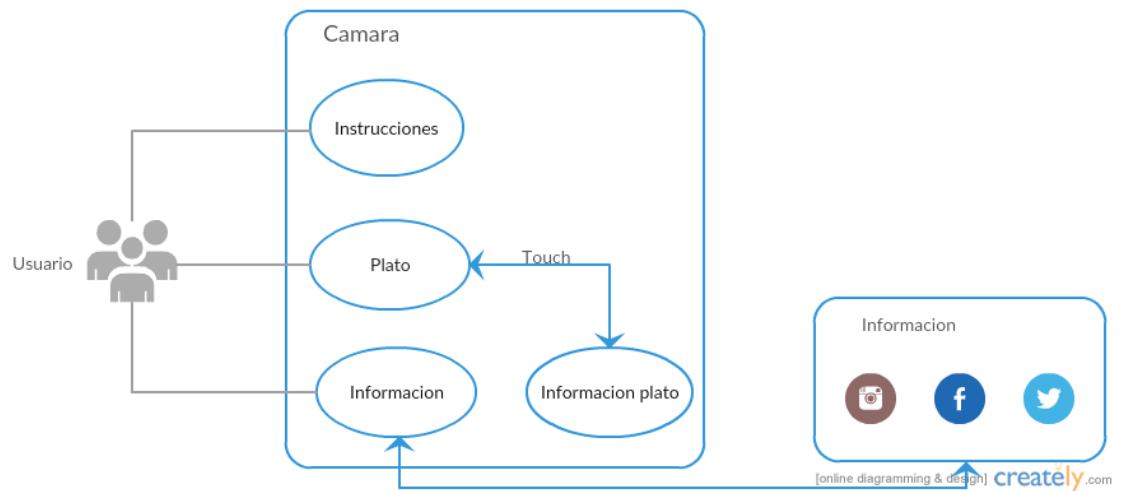 Camara
Instrucciones
Usuario
Plato
Touch
Informacion
Informacion plato
Informacion
[online diagramming & design] creately.com